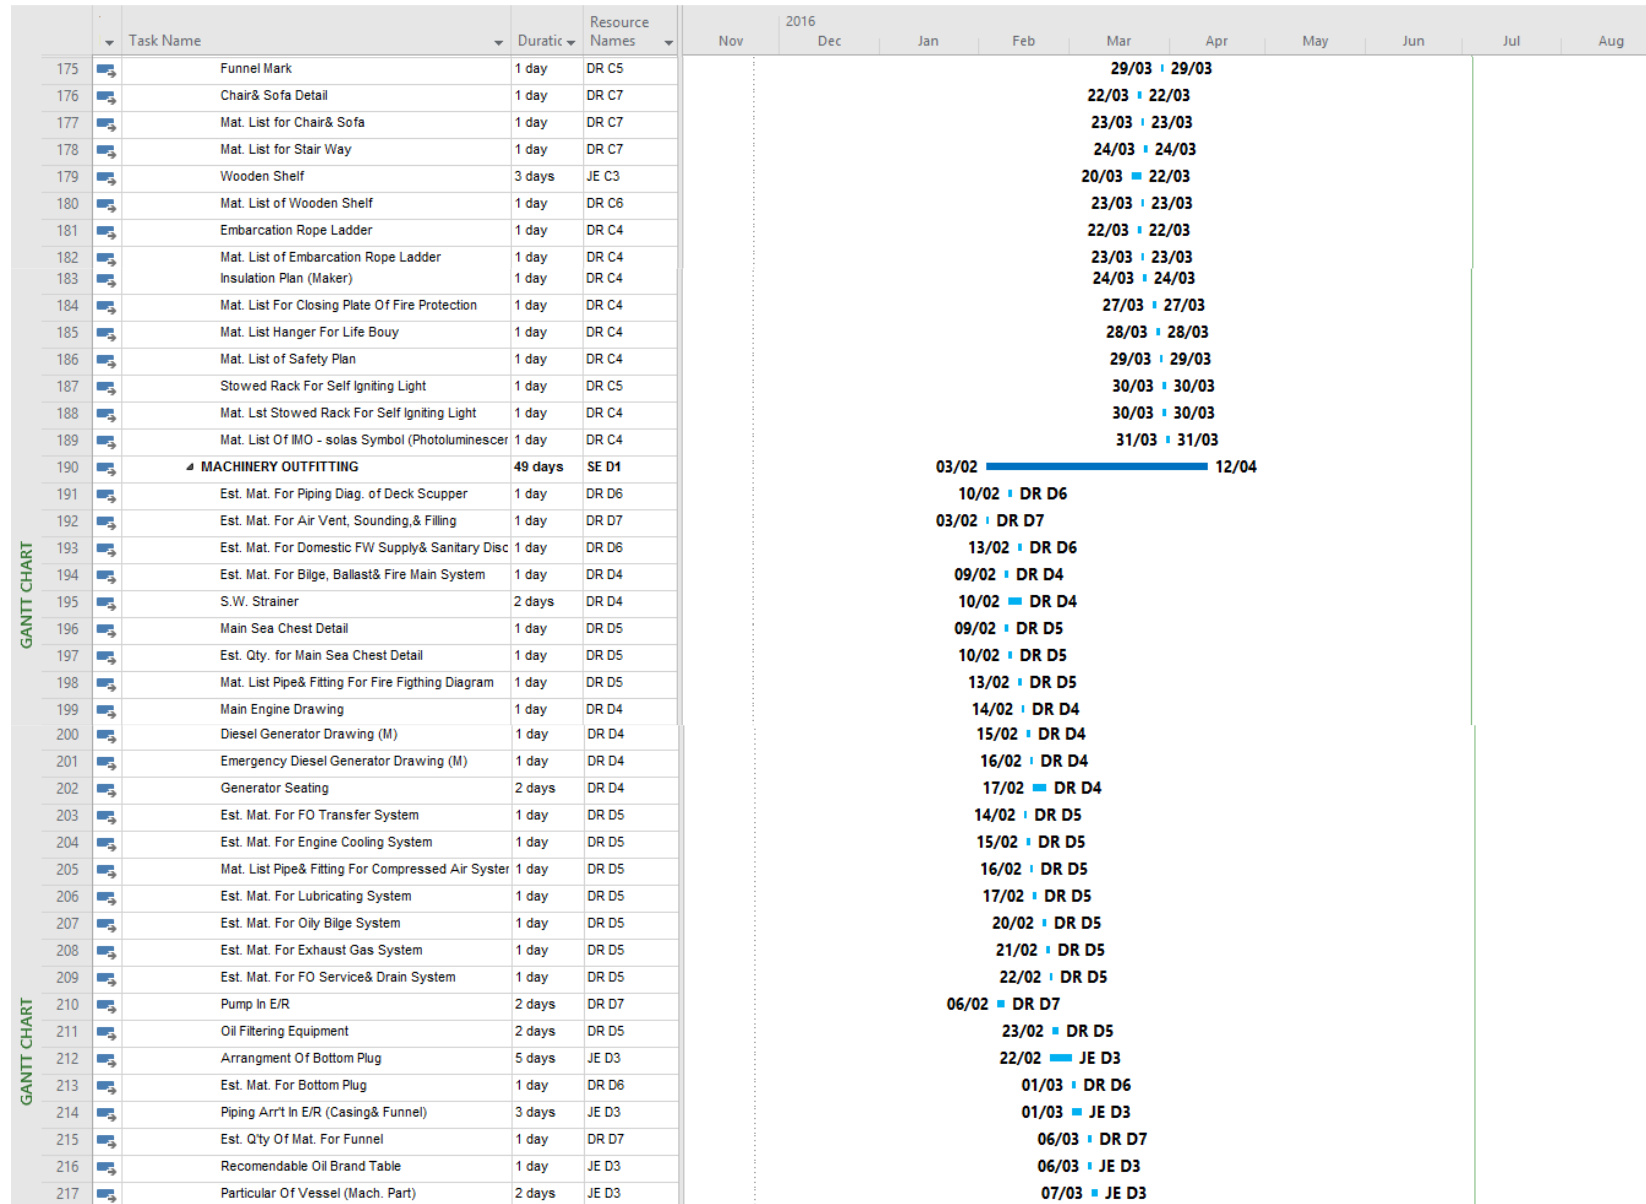 2016
Task Name Duratic Resource Names Nov Dec Jan Feb Mar Apr May Jun Jul Aug
175 Funnel Mark 1 day DR C5 29/03 29/03
176 Chair& Sofa Detail 1 day DR C7 22/03 22/03
177 Mat. List for Chair& Sofa 1 day DR C7 23/03 23/03
178 Mat. List for Stair Way 1 day DR C7 24/03 24/03
179 Wooden Shelf 3 days JE C3 20/03 22/03
180 Mat. List of Wooden Shelf 1 day DR C6 23/03 23/03
181 Embarcation Rope Ladder 1 day DR C4 22/03 22/03
182 Mat. List of Embarcation Rope Ladder 1 day DR C4 23/03 23/03
183 Insulation Plan (Maker) 1 day DR C4 24/03 24/03
184 Mat. List For Closing Plate Of Fire Protection 1 day DR C4 27/03 27/03
185 Mat. List Hanger For Life Bouy 1 day DR C4 28/03 28/03
186 Mat. List of Safety Plan 1 day DR C4 29/03 29/03
187 Stowed Rack For Self Igniting Light 1 day DR C5 30/03 30/03
188 Mat. Lst Stowed Rack For Self Igniting Light 1 day DR C4 30/03 30/03
189 Mat. List Of IMO - solas Symbol (Photoluminescer 1 day DR C4 31/03 31/03
190 MACHINERY OUTFITTING 49 days SE D1 03/02 12/04
191 Est. Mat. For Piping Diag. of Deck Scupper 1 day DR D6 10/02 DR D6
192 Est. Mat. For Air Vent, Sounding,& Filling 1 day DR D7 03/02 DR D7
193 Est. Mat. For Domestic FW Supply& Sanitary Disc 1 day DR D6 13/02 DR D6
194 Est. Mat. For Bilge, Ballast& Fire Main System 1 day DR D4 09/02 DR D4
195 S.W. Strainer 2 days DR D4 10/02 DR D4
196 Main Sea Chest Detail 1 day DR D5 09/02 DR D5
197 Est. Qty. for Main Sea Chest Detail 1 day DR D5 10/02 DR D5
198 Mat. List Pipe& Fitting For Fire Figthing Diagram 1 day DR D5 13/02 DR D5
199 Main Engine Drawing 1 day DR D4 14/02 DR D4
GANTT CHART
200 Diesel Generator Drawing (M) 1 day DR D4 15/02 DR D4
201 Emergency Diesel Generator Drawing (M) 1 day DR D4 16/02 DR D4
202 Generator Seating 2 days DR D4 17/02 DR D4
203 Est. Mat. For FO Transfer System 1 day DR D5 14/02 DR D5
204 Est. Mat. For Engine Cooling System 1 day DR D5 15/02 DR D5
205 Mat. List Pipe& Fitting For Compressed Air Syster 1 day DR D5 16/02 DR D5
206 Est. Mat. For Lubricating System 1 day DR D5 17/02 DR D5
207 Est. Mat. For Oily Bilge System 1 day DR D5 20/02 DR D5
208 Est. Mat. For Exhaust Gas System 1 day DR D5 21/02 DR D5
209 Est. Mat. For FO Service& Drain System 1 day DR D5 22/02 DR D5
210 Pump In E/R 2 days DR D7 06/02 DR D7
211 Oil Filtering Equipment 2 days DR D5 23/02 DR D5
212 Arrangment Of Bottom Plug 5 days JE D3 22/02 JE D3
213 Est. Mat. For Bottom Plug 1 day DR D6 01/03 DR D6
214 Piping Arr't In E/R (Casing& Funnel) 3 days JE D3 01/03 JE D3
215 Est. Q'ty Of Mat. For Funnel 1 day DR D7 06/03 DR D7
216 Recomendable Oil Brand Table 1 day JE D3 06/03 JE D3
217 Particular Of Vessel (Mach. Part) 2 days JE D3 07/03 JE D3
GANTT CHART